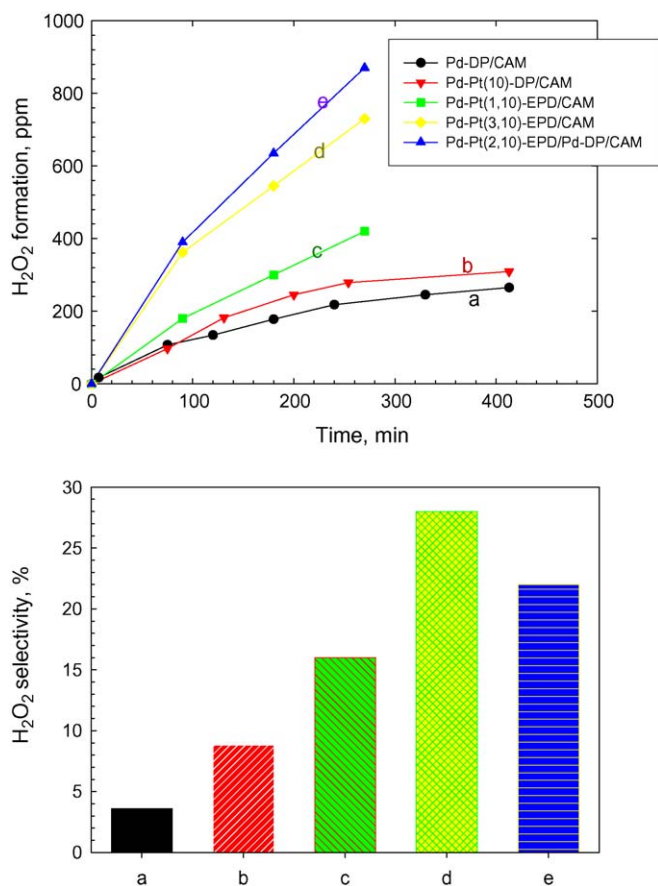 1000
800
600
400
200
0
H₂O₂ formation, ppm
Pd-DP/CAM
Pd-Pt(10)-DP/CAM
Pd-Pt(1,10)-EPD/CAM
Pd-Pt(3,10)-EPD/CAM
Pd-Pt(2,10)-EPD/Pd-DP/CAM
e
d
c
b
a
0 100 200 300 400 500
Time, min
30
25
20
15
10
5
0
H₂O₂ selectivity, %
a b c d e